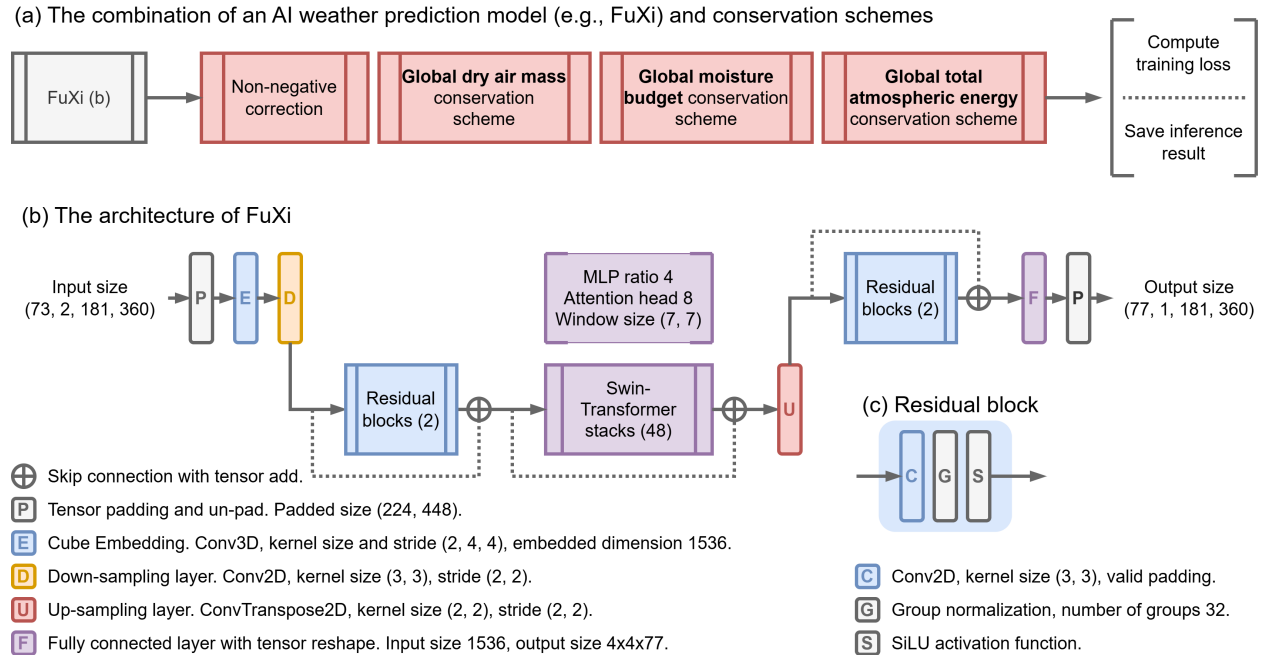 (a) The combination of an AI weather prediction model (e.g., FuXi) and conservation schemes
FuXi (b)
Non-negative
correction
Global dry air mass
conservation
scheme
Global moisture
budget conservation
scheme
Global total
atmospheric energy
conservation scheme
Compute
training loss
Save inference
result
(b) The architecture of FuXi
Input size
(73, 2, 181, 360)
P
E
D
Residual
blocks (2)
MLP ratio 4
Attention head 8
Window size (7, 7)
Swin-
Transformer
stacks (48)
U
Residual
blocks (2)
F
P
Output size
(77, 1, 181, 360)
Skip connection with tensor add.
P Tensor padding and un-pad. Padded size (224, 448).
E Cube Embedding. Conv3D, kernel size and stride (2, 4, 4), embedded dimension 1536.
D Down-sampling layer. Conv2D, kernel size (3, 3), stride (2, 2).
U Up-sampling layer. ConvTranspose2D, kernel size (2, 2), stride (2, 2).
F Fully connected layer with tensor reshape. Input size 1536, output size 4x4x77.
(c) Residual block
C G S
C Conv2D, kernel size (3, 3), valid padding.
G Group normalization, number of groups 32.
S SiLU activation function.